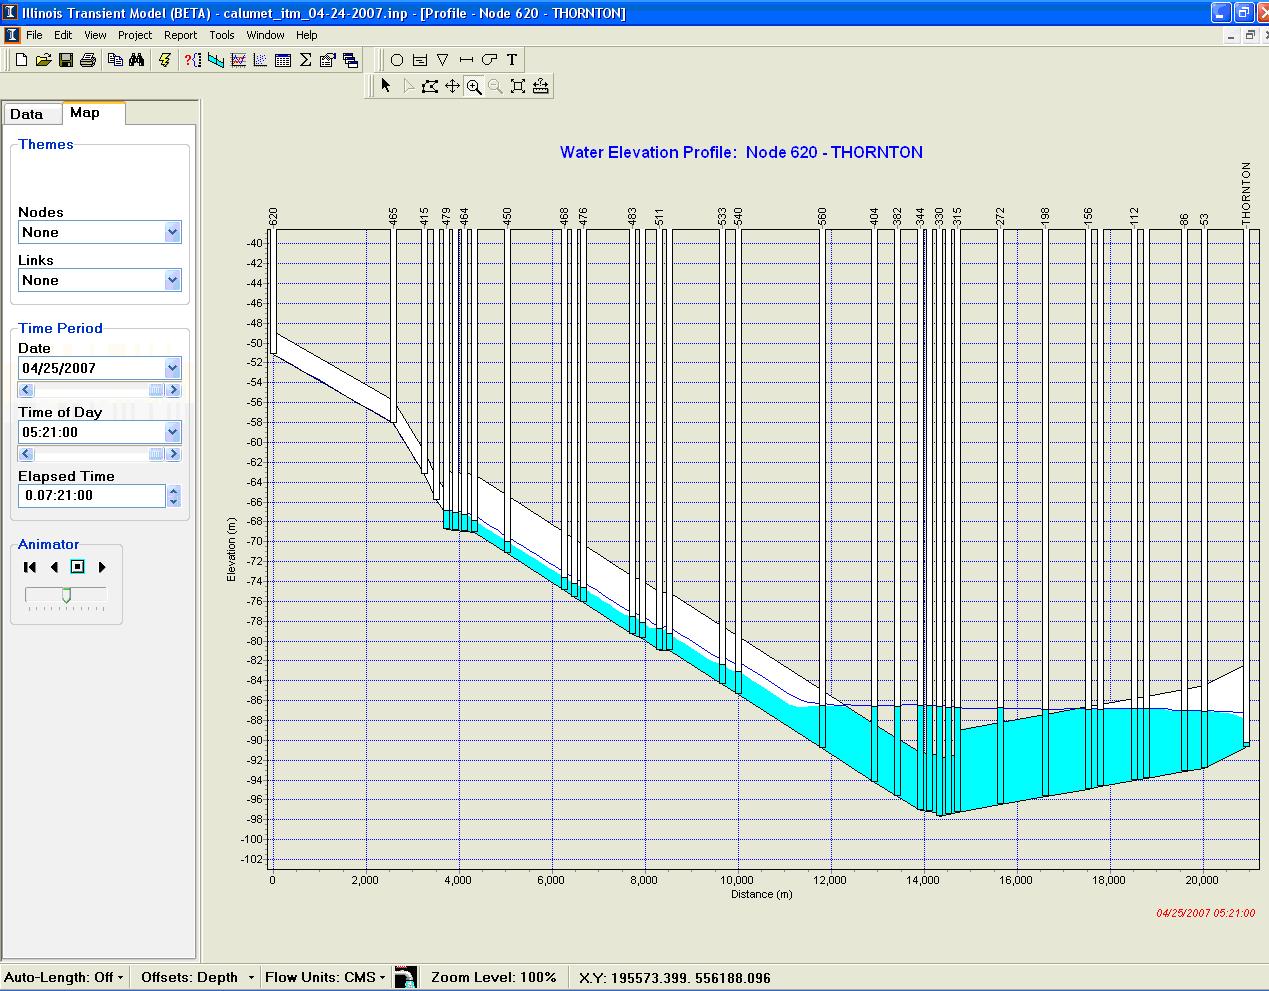 Illinois Transient Model (BETA) - calumet_itm_04-24-2007.inp - [Profile - Node 620 - THORNTON]
File Edit View Project Report Tools Window Help
Data Map
Themes
Nodes
None
Links
None
Time Period
Date
04/25/2007
Time of Day
05:21:00
Elapsed Time
0.07:21:00
Animator
Water Elevation Profile: Node 620 - THORNTON
620 465 415 479 464 450 468 476 483 511 533 540 560 404 382 344 330 315 272 198 156 112 86 53 THORNTON
Elevation (m)
-40
-42
-44
-46
-48
-50
-52
-54
-56
-58
-60
-62
-64
-66
-68
-70
-72
-74
-76
-78
-80
-82
-84
-86
-88
-90
-92
-94
-96
-98
-100
-102
0 2,000 4,000 6,000 8,000 10,000 12,000 14,000 16,000 18,000 20,000
Distance (m)
04/25/2007 05:21:00
Auto-Length: Off Offsets: Depth Flow Units: CMS Zoom Level: 100% X,Y: 195573.399, 556188.096